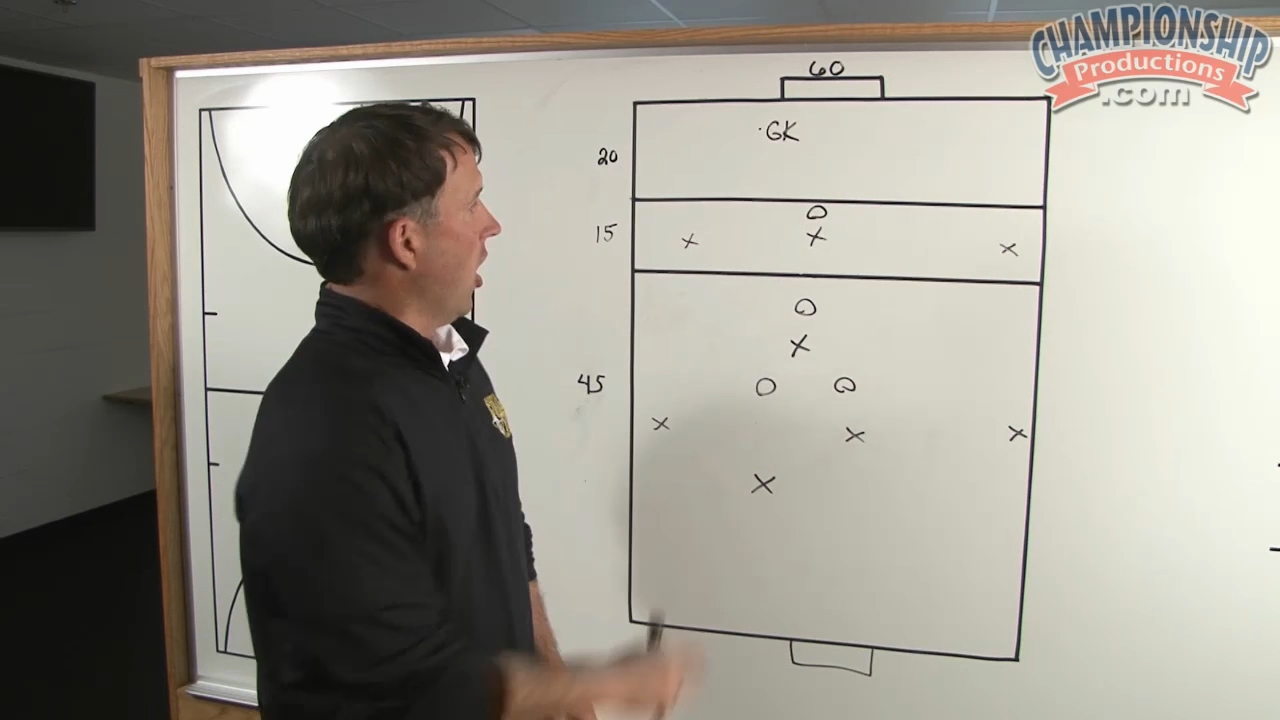 CHAMPIONSHIP
Productions
.com
60
GK
20
O
15
X X X
O
X
45
O O
X X X
X